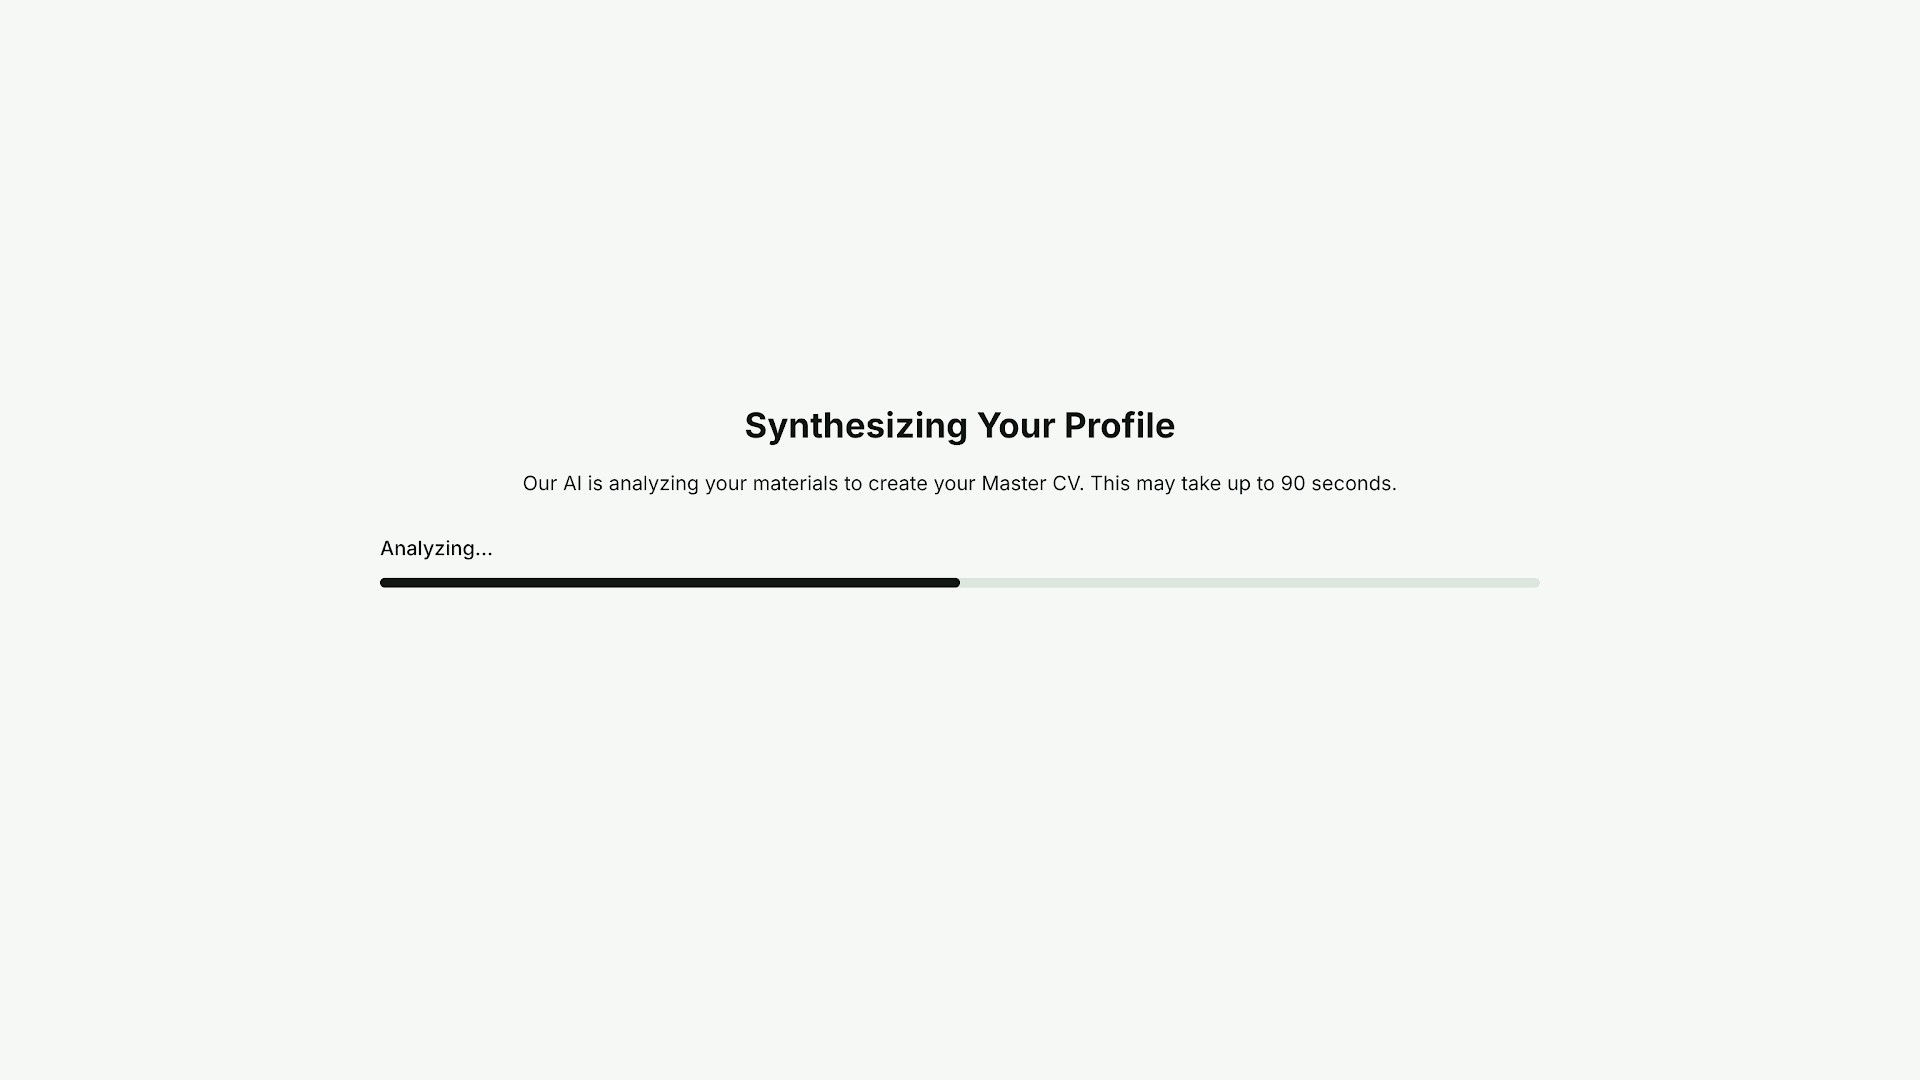 Synthesizing Your Profile
Our AI is analyzing your materials to create your Master CV. This may take up to 90 seconds.
Analyzing...